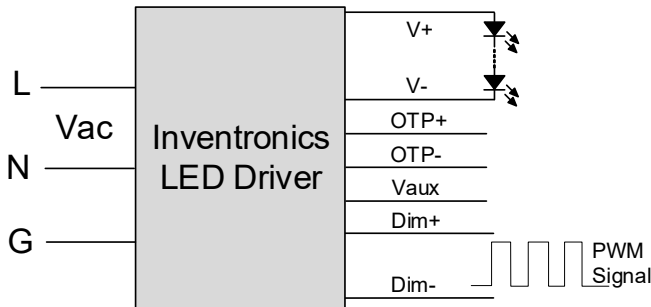 L
Vac
N
G
Inventronics
LED Driver
V+
V-
OTP+
OTP-
Vaux
Dim+
Dim-
PWM
Signal